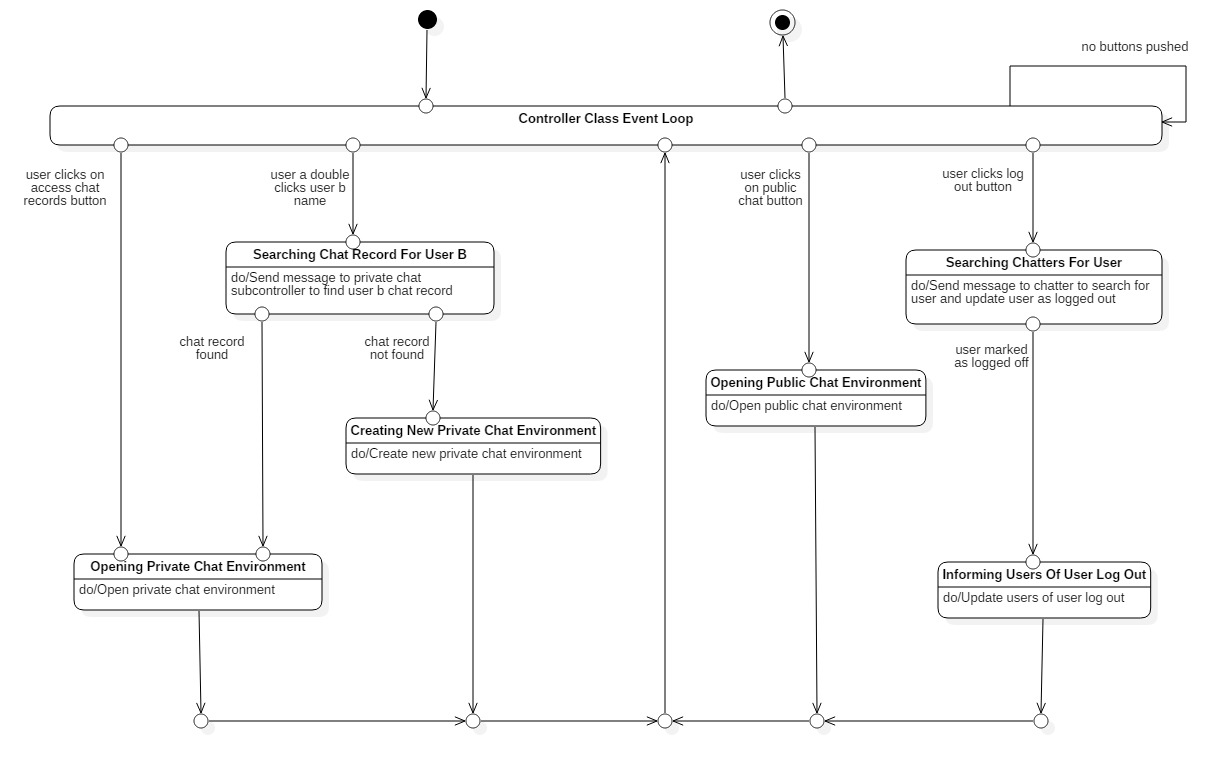 no buttons pushed
Controller Class Event Loop
user clicks on
access chat
records button
user a double
clicks user b
name
user clicks
on public
chat button
user clicks log
out button
Searching Chat Record For User B
do/Send message to private chat
subcontroller to find user b chat record
Searching Chatters For User
do/Send message to chatter to search for
user and update user as logged out
chat record
found
chat record
not found
user marked
as logged off
Opening Public Chat Environment
do/Open public chat environment
Creating New Private Chat Environment
do/Create new private chat environment
Opening Private Chat Environment
do/Open private chat environment
Informing Users Of User Log Out
do/Update users of user log out